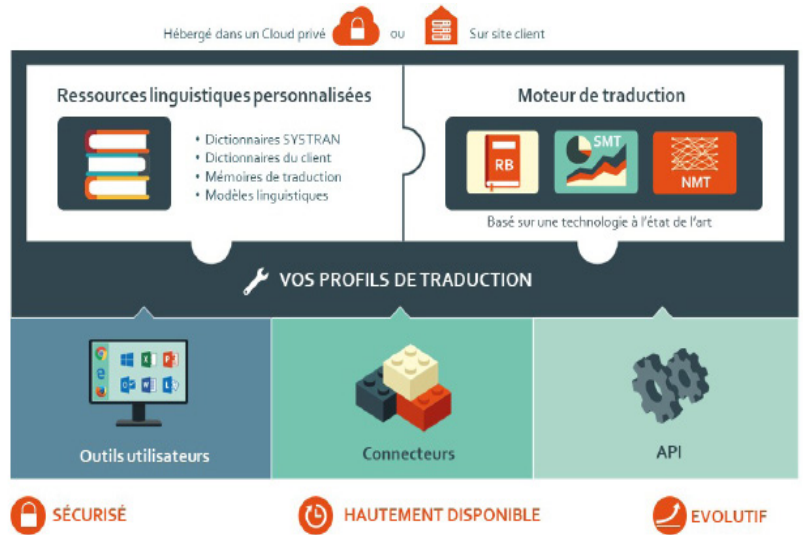 Hébergé dans un Cloud privé ou Sur site client
Ressources linguistiques personnalisées
• Dictionnaires SYSTRAN
• Dictionnaires du client
• Mémoires de traduction
• Modèles linguistiques
Moteur de traduction
RB
SMT
NMT
Basé sur une technologie à l'état de l'art
VOS PROFILS DE TRADUCTION
Outils utilisateurs
Connecteurs
API
SÉCURISÉ
HAUTEMENT DISPONIBLE
EVOLUTIF